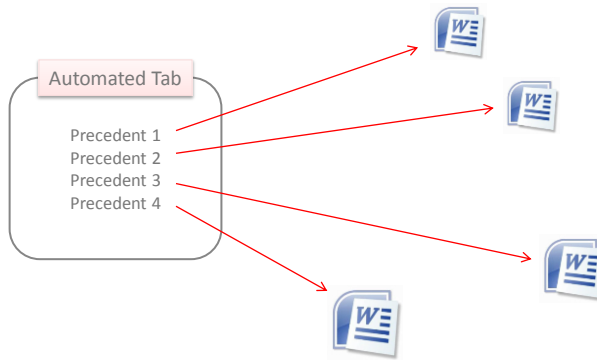 Automated Tab
Precedent 1
Precedent 2
Precedent 3
Precedent 4
W
W
W
W